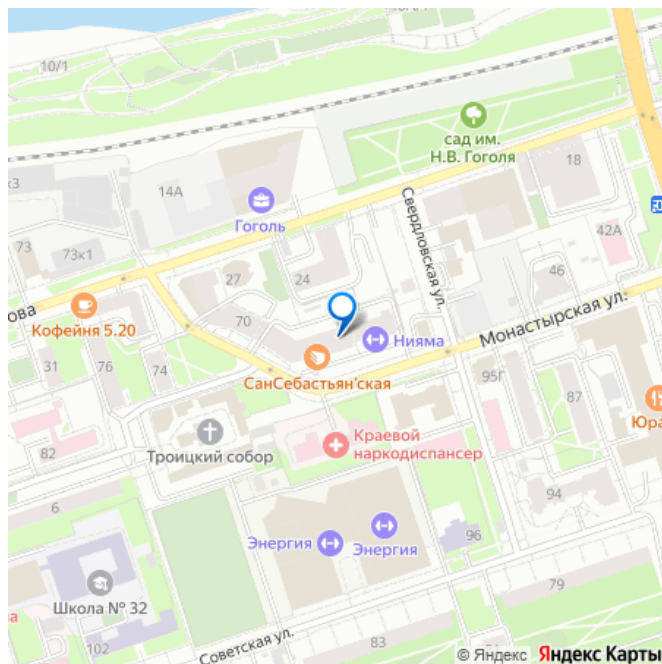 10/1
сад им.
Н.В. Гоголя
18
к3
14А
Гоголь
Свердловская ул.
42А
73
73к1
27
24
46
ова
Кофейня 5.20
70
Нияма
Монастырская ул.
СанСебастьян'ская
31
76
74
95Г
87
Юра
82
Троицкий собор
Краевой
наркодиспансер
6
94
Энергия
Энергия
96
Школа № 32
79
102
Советская ул.
83
© Яндекс
Яндекс Карты